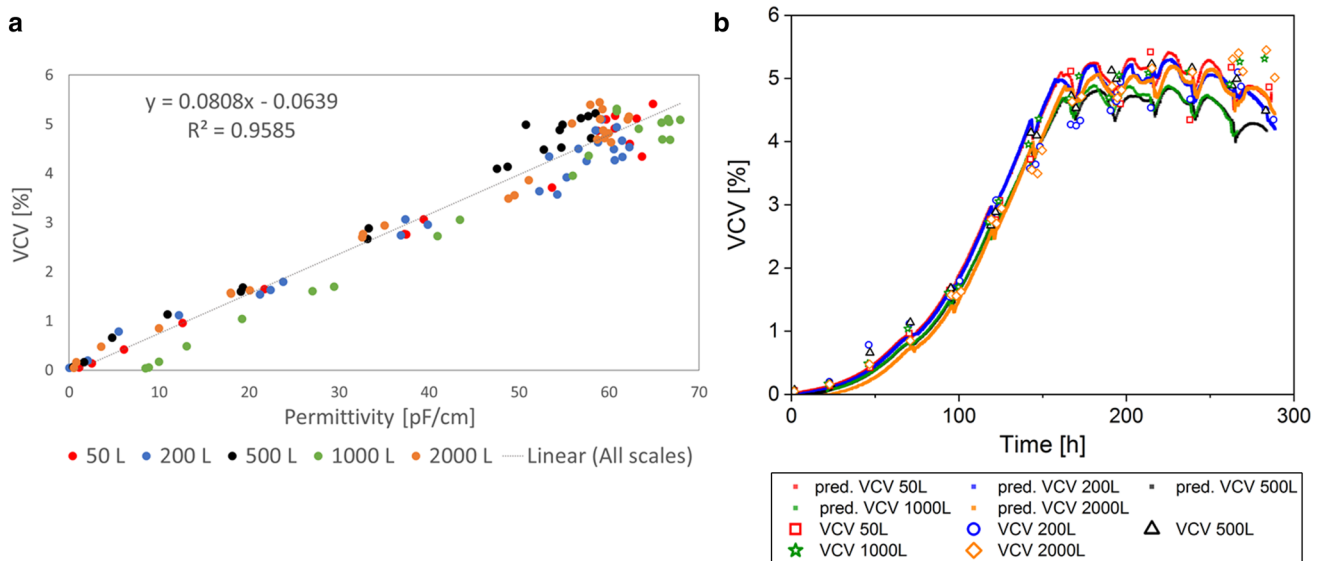 a
y = 0.0808x - 0.0639
R² = 0.9585
VCV [%]
6
5
4
3
2
1
0
0 10 20 30 40 50 60 70
Permittivity [pF/cm]
50 L 200 L 500 L 1000 L 2000 L Linear (All scales)
b
VCV [%]
6
5
4
3
2
1
0
0 100 200 300
Time [h]
pred. VCV 50L pred. VCV 200L pred. VCV 500L
pred. VCV 1000L pred. VCV 2000L
VCV 50L VCV 200L VCV 500L
VCV 1000L VCV 2000L